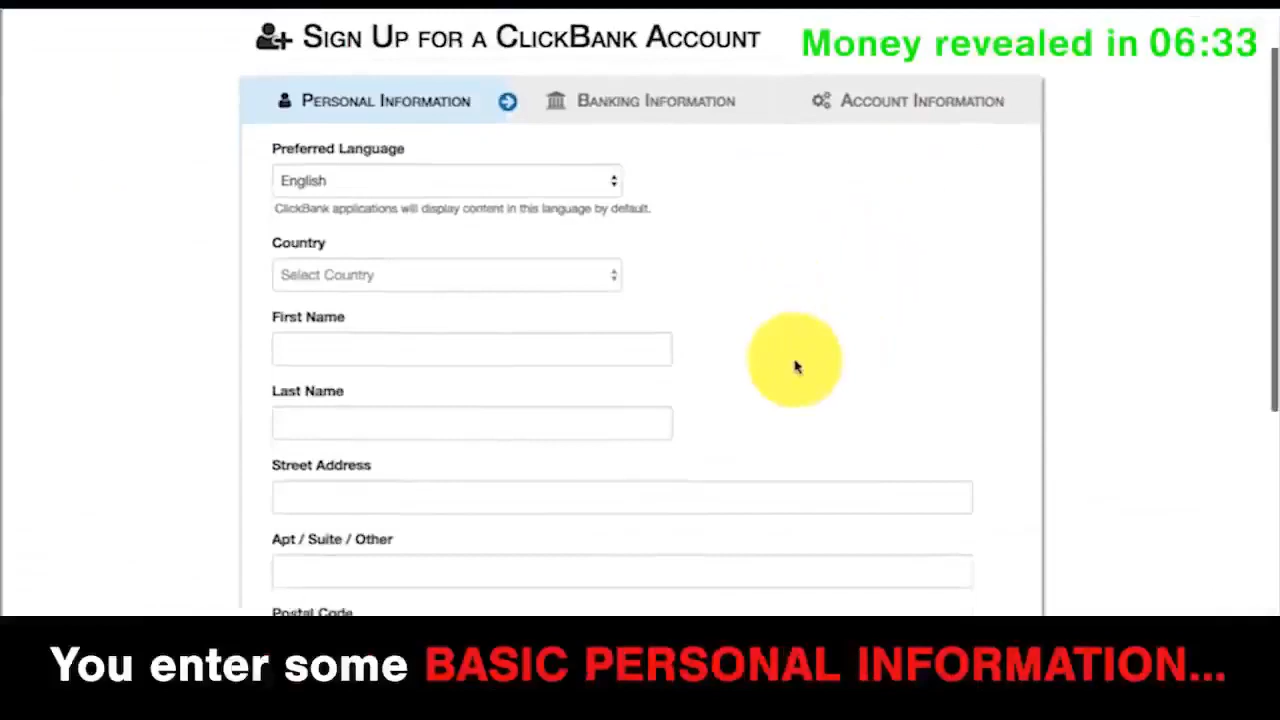 SIGN UP FOR A CLICKBANK ACCOUNT
Money revealed in 06:33
PERSONAL INFORMATION
BANKING INFORMATION
ACCOUNT INFORMATION
Preferred Language
English
ClickBank applications will display content in this language by default.
Country
Select Country
First Name
Last Name
Street Address
Apt / Suite / Other
Postal Code
You enter some BASIC PERSONAL INFORMATION...